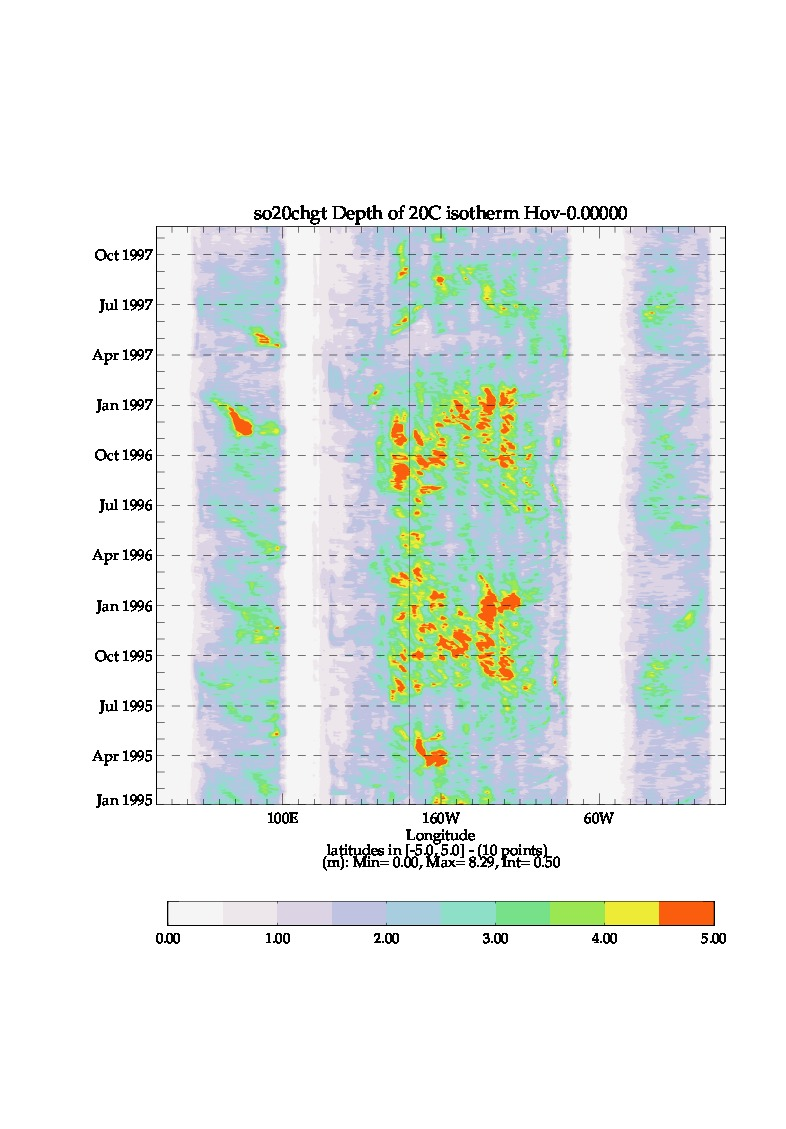 so20chgt Depth of 20C isotherm Hov-0.00000
Oct 1997
Jul 1997
Apr 1997
Jan 1997
Oct 1996
Jul 1996
Apr 1996
Jan 1996
Oct 1995
Jul 1995
Apr 1995
Jan 1995
100E 160W 60W
Longitude
latitudes in [-5.0, 5.0] - (10 points)
(m): Min= 0.00, Max= 8.29, Int= 0.50
0.00 1.00 2.00 3.00 4.00 5.00